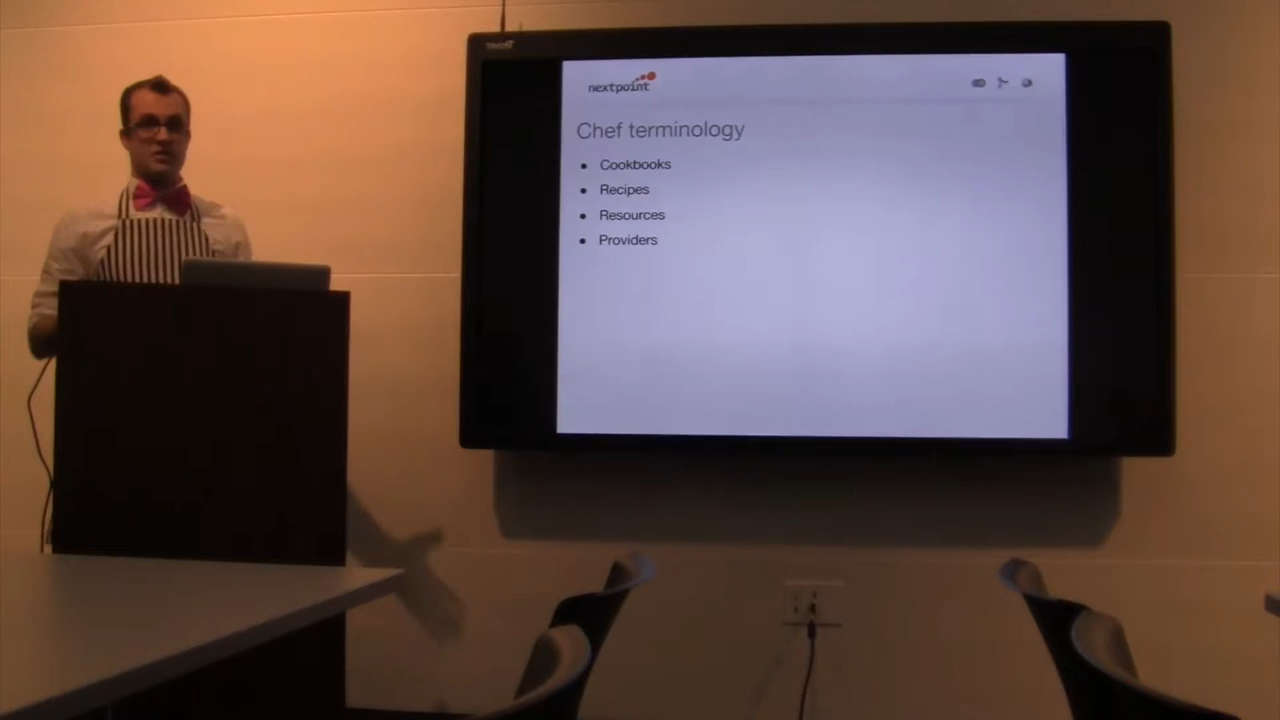 nextpoint
Chef terminology
• Cookbooks
• Recipes
• Resources
• Providers